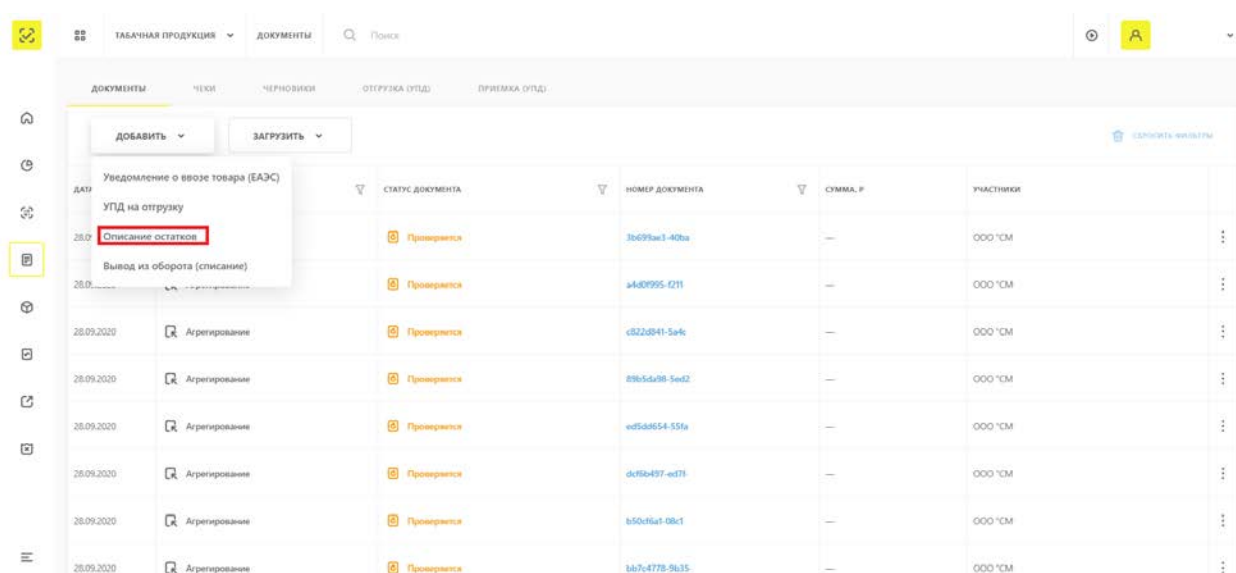 ТАБАЧНАЯ ПРОДУКЦИЯ ДОКУМЕНТЫ Поиск
ДОКУМЕНТЫ ЧЕКИ ЧЕРНОВИКИ ОТГРУЗКА (УПД) ПРИЕМКА (УПД)
ДОБАВИТЬ ЗАГРУЗИТЬ СБРОСИТЬ ФИЛЬТРЫ
Уведомление о ввозе товара (ЕАЭС)
УПД на отгрузку
Описание остатков
Вывод из оборота (списание)
СТАТУС ДОКУМЕНТА НОМЕР ДОКУМЕНТА СУММА, Р УЧАСТНИКИ
Проверяется 3b699ae3-40ba — ООО "СМ
Проверяется a4d0f995-f211 — ООО "СМ
28.09.2020 Агрегирование Проверяется c822d841-5a4c — ООО "СМ
28.09.2020 Агрегирование Проверяется 89b5da98-5ed2 — ООО "СМ
28.09.2020 Агрегирование Проверяется ed5dd654-55fa — ООО "СМ
28.09.2020 Агрегирование Проверяется dcf6b497-ed7f- — ООО "СМ
28.09.2020 Агрегирование Проверяется b50cf6a1-08c1 — ООО "СМ
28.09.2020 Агрегирование Проверяется bb7c4778-9b35- — ООО "СМ